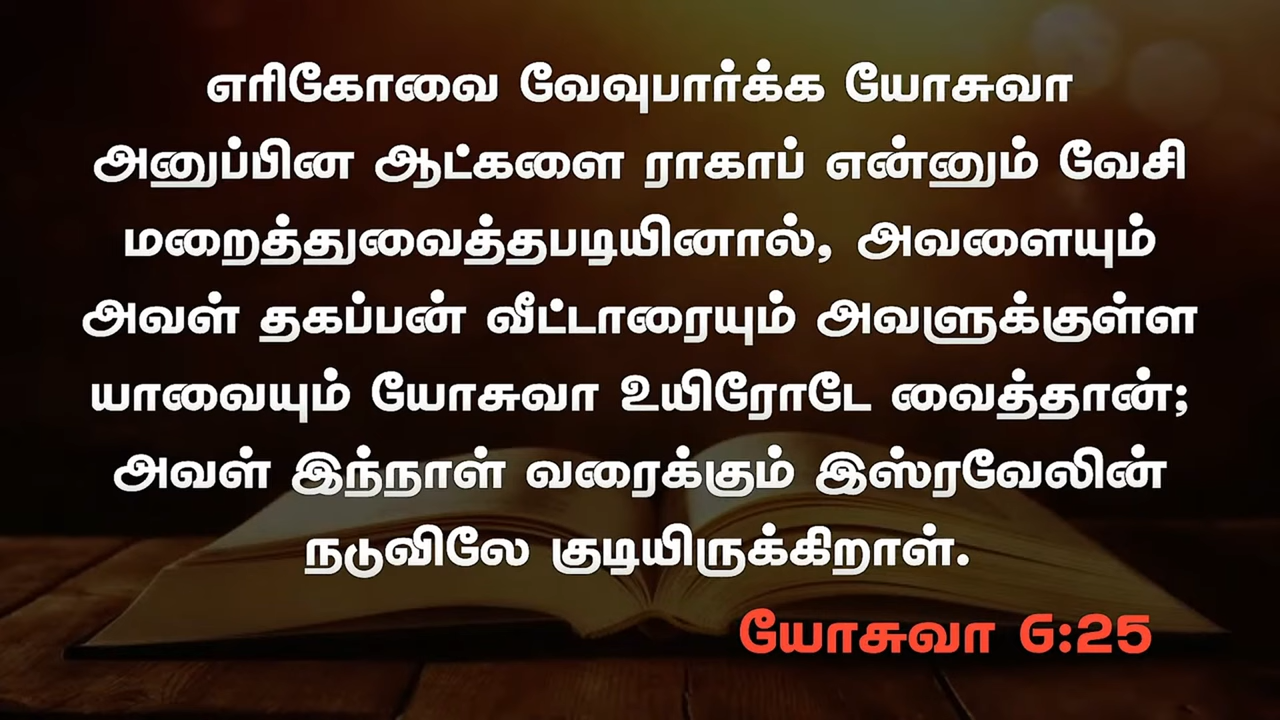 எரிகோவை வேவுபார்க்க யோசுவா
அனுப்பின ஆட்களை ராகாப் என்னும் வேசி
மறைத்துவைத்தபடியினால், அவளையும்
அவள் தகப்பன் வீட்டாரையும் அவளுக்குள்ள
யாவையும் யோசுவா உயிரோடே வைத்தான்;
அவள் இந்நாள் வரைக்கும் இஸ்ரவேலின்
நடுவிலே குடியிருக்கிறாள்.
யோசுவா 6:25